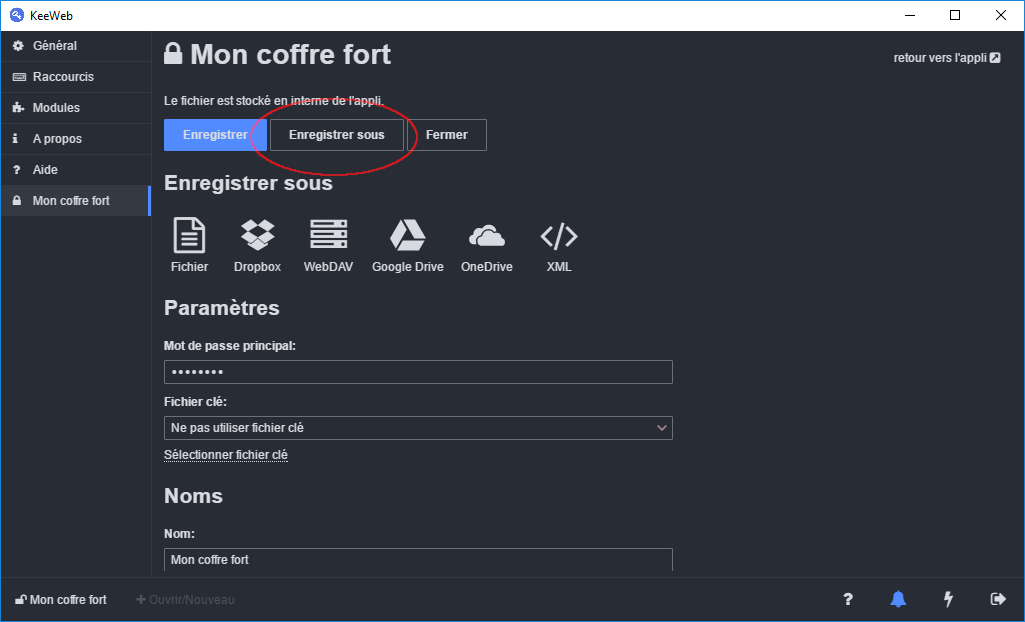 KeeWeb
Général
Raccourcis
Modules
A propos
Aide
Mon coffre fort
Mon coffre fort
retour vers l'appli
Le fichier est stocké en interne de l'appli.
Enregistrer Enregistrer sous Fermer
Enregistrer sous
Fichier Dropbox WebDAV Google Drive OneDrive XML
Paramètres
Mot de passe principal:
••••••••
Fichier clé:
Ne pas utiliser fichier clé
Sélectionner fichier clé
Noms
Nom:
Mon coffre fort
Mon coffre fort + Ouvrir/Nouveau ?